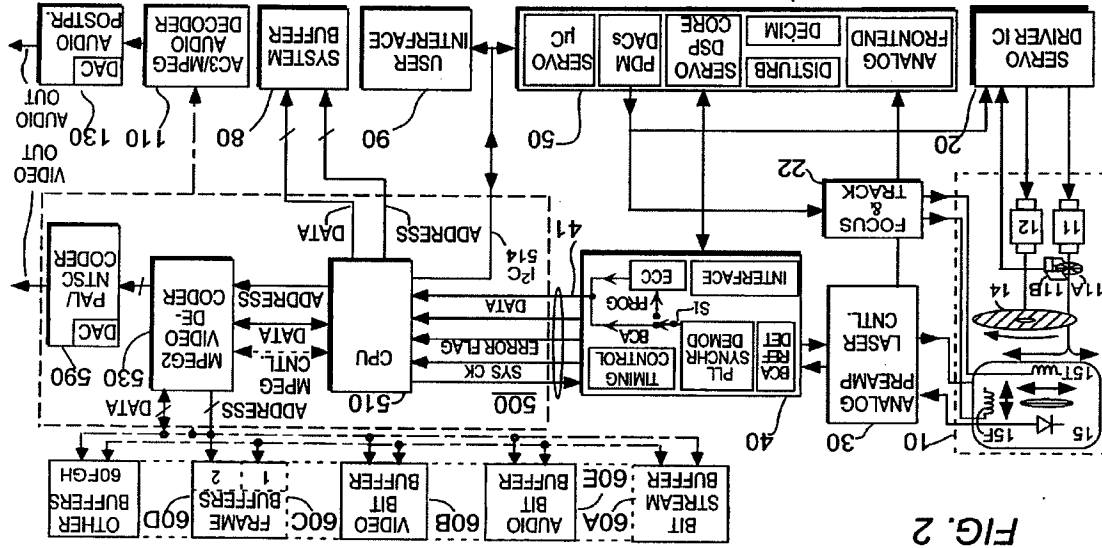 FIG. 2
BIT
STREAM
BUFFER
60A
60E
AUDIO
BIT
BUFFER
60B
VIDEO
BIT
BUFFER
60C
FRAME
BUFFERS
1
2
60D
OTHER
BUFFERS
60FGH
10
15
15F
15T
14
11A
11B
11
12
30
ANALOG
PREAMP
LASER
CNTL.
40
BCA
REF
DET
PLL
SYNCHR
DEMOD
TIMING
CONTROL
BCA
S1
PROG
ECC
INTERFACE
SYS CK
ERROR FLAG
DATA
41
500
510
CPU
ADDRESS
DATA
MPEG
CNTL
DATA
ADDRESS
530
MPEG2
VIDEO
DE-
CODER
590
DAC
PAL/
NTSC
CODER
I²C
514
ADDRESS
DATA
VIDEO
OUT
FOCUS
&
TRACK
22
20
SERVO
DRIVER IC
50
ANALOG
FRONTEND
DISTURB
DECIM
SERVO
DSP
CORE
PDM
DACs
SERVO
µC
90
USER
INTERFACE
80
SYSTEM
BUFFER
110
AC3/MPEG
AUDIO
DECODER
130
DAC
AUDIO
POSTPR.
AUDIO
OUT